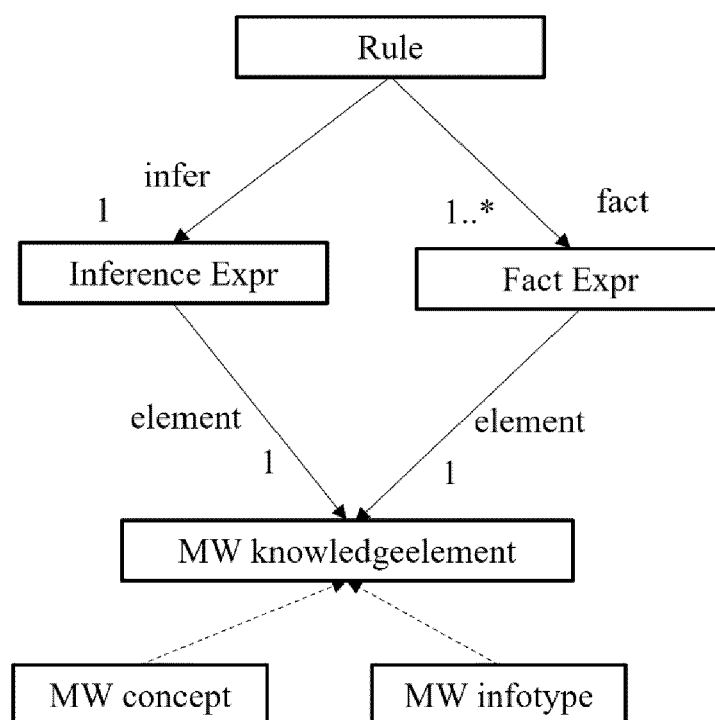 Rule
infer
1
1..*
fact
Inference Expr
Fact Expr
element
element
1
1
MW knowledgeelement
MW concept
MW infotype